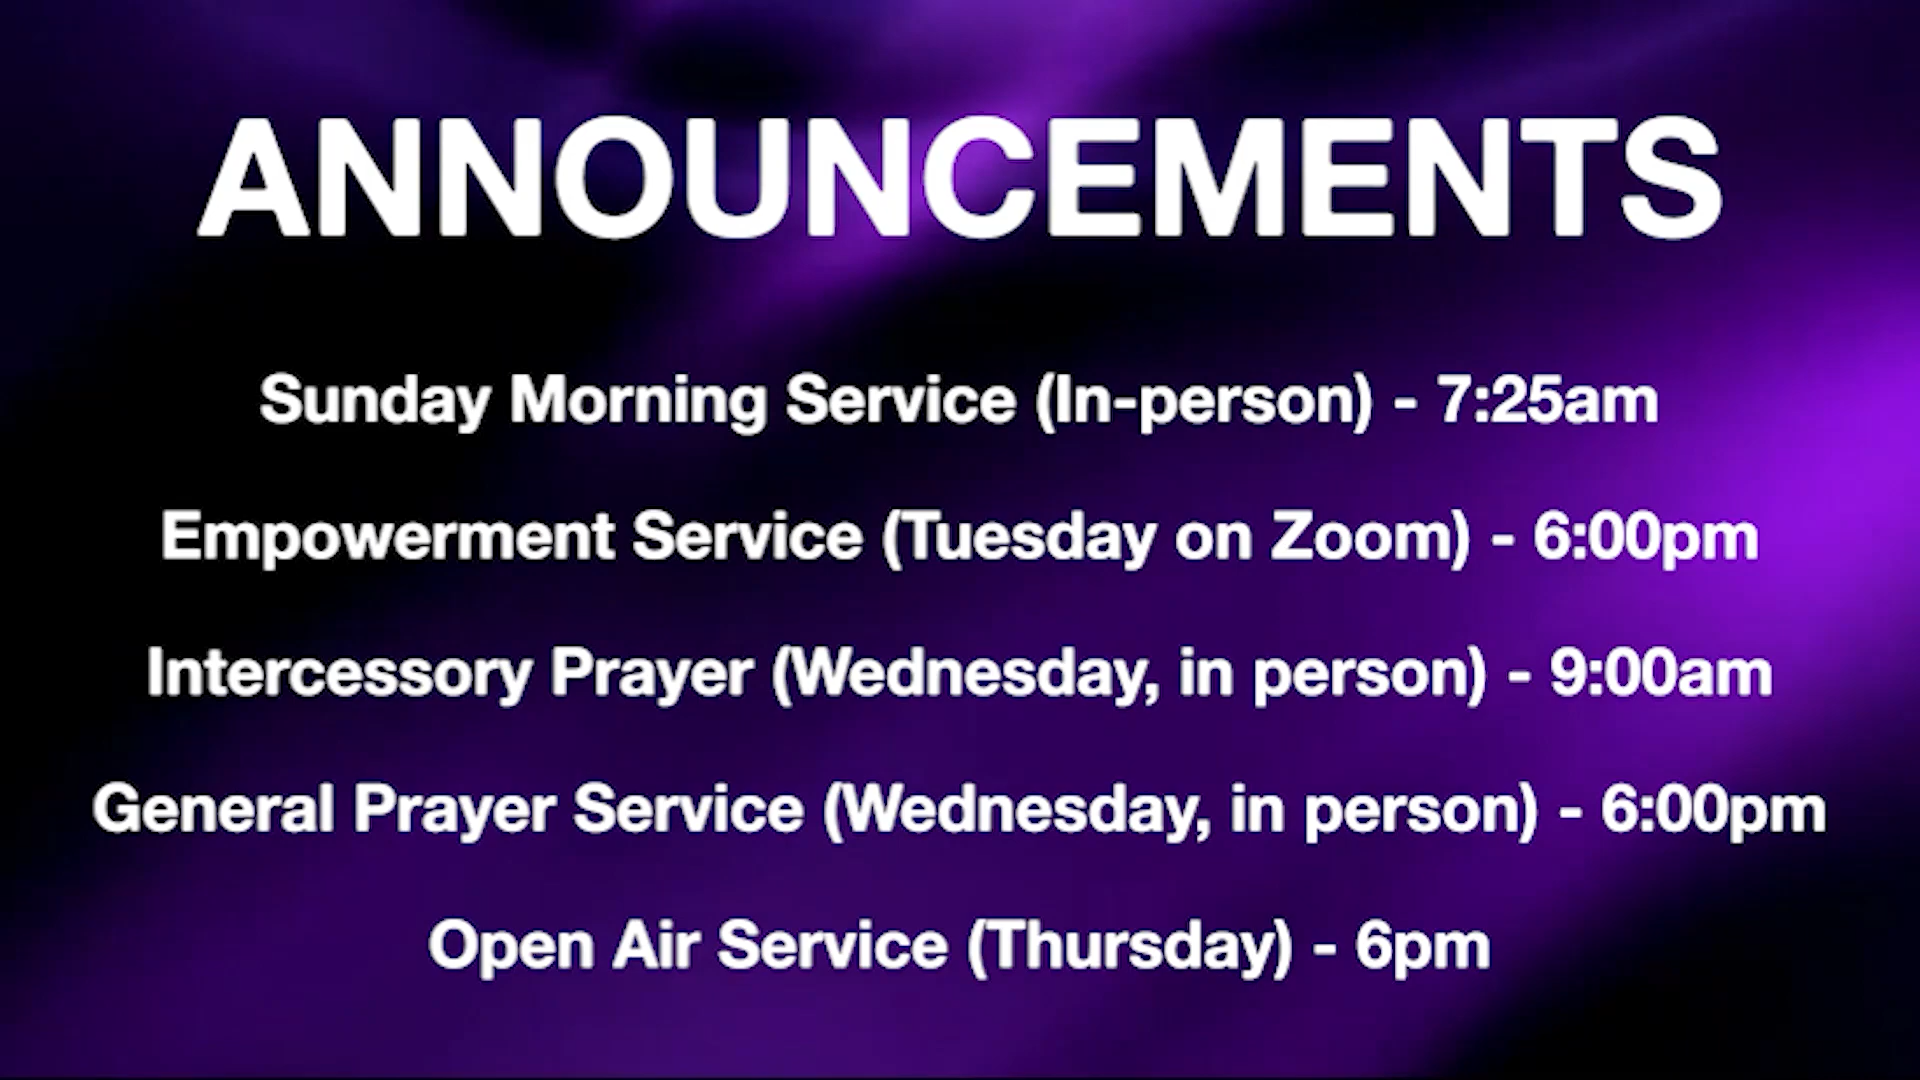 ANNOUNCEMENTS
Sunday Morning Service (In-person) - 7:25am
Empowerment Service (Tuesday on Zoom) - 6:00pm
Intercessory Prayer (Wednesday, in person) - 9:00am
General Prayer Service (Wednesday, in person) - 6:00pm
Open Air Service (Thursday) - 6pm